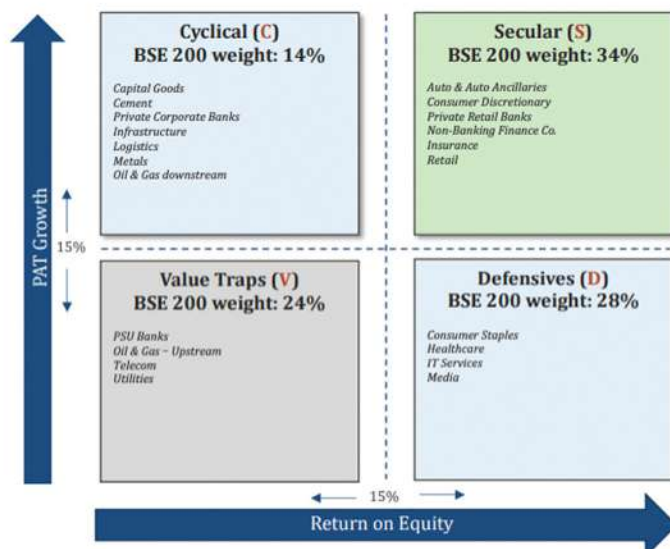 Cyclical (C)
BSE 200 weight: 14%
Capital Goods
Cement
Private Corporate Banks
Infrastructure
Logistics
Metals
Oil & Gas downstream
Secular (S)
BSE 200 weight: 34%
Auto & Auto Ancillaries
Consumer Discretionary
Private Retail Banks
Non-Banking Finance Co.
Insurance
Retail
PAT Growth
15%
Value Traps (V)
BSE 200 weight: 24%
PSU Banks
Oil & Gas – Upstream
Telecom
Utilities
Defensives (D)
BSE 200 weight: 28%
Consumer Staples
Healthcare
IT Services
Media
15%
Return on Equity